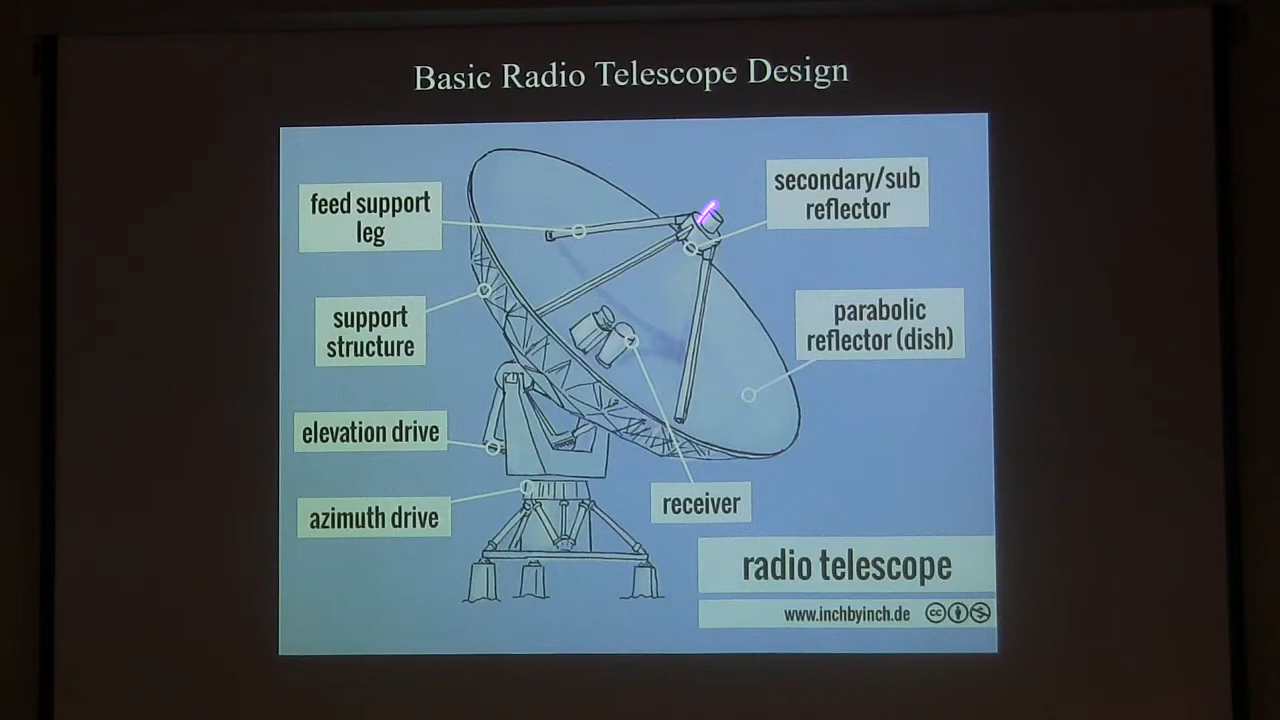 Basic Radio Telescope Design
feed support
leg
secondary/sub
reflector
support
structure
parabolic
reflector (dish)
elevation drive
azimuth drive
receiver
radio telescope
www.inchbyinch.de
cc